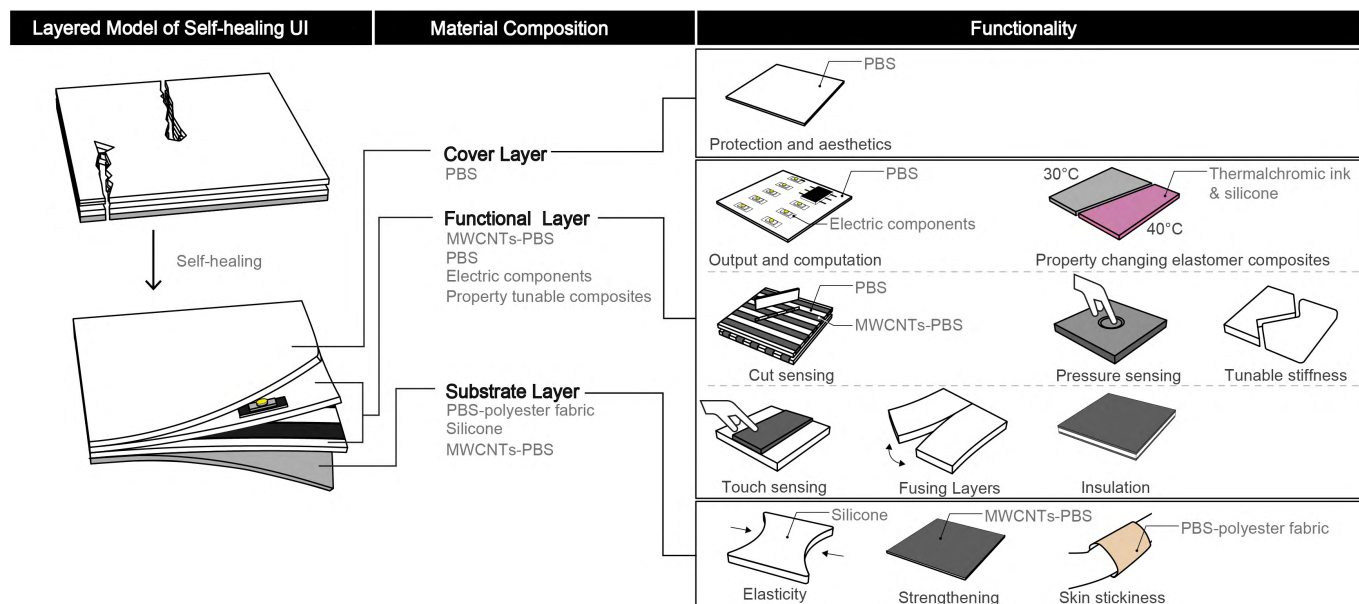 Layered Model of Self-healing UI
Material Composition
Functionality
Self-healing
Cover Layer
PBS
Functional Layer
MWCNTs-PBS
PBS
Electric components
Property tunable composites
Substrate Layer
PBS-polyester fabric
Silicone
MWCNTs-PBS
PBS
Protection and aesthetics
PBS
Electric components
Output and computation
30°C
40°C
Thermalchromic ink
& silicone
Property changing elastomer composites
PBS
MWCNTs-PBS
Cut sensing
Pressure sensing
Tunable stiffness
Touch sensing
Fusing Layers
Insulation
Silicone
Elasticity
MWCNTs-PBS
Strengthening
PBS-polyester fabric
Skin stickiness